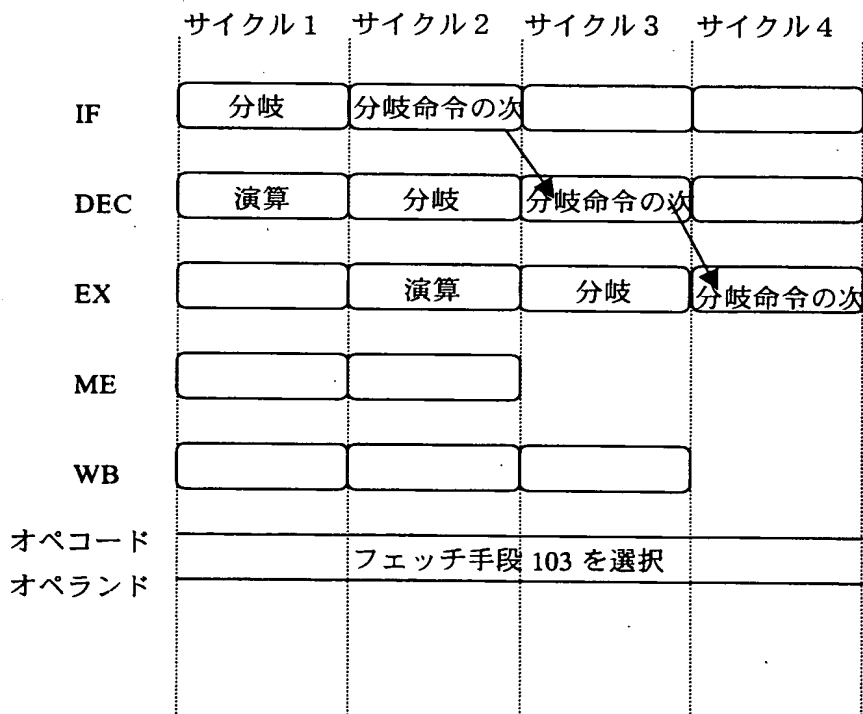 サイクル1 サイクル2 サイクル3 サイクル4
IF 分岐 分岐命令の次
DEC 演算 分岐 分岐命令の次
EX 演算 分岐 分岐命令の次
ME
WB
オペコード
フェッチ手段 103 を選択
オペランド